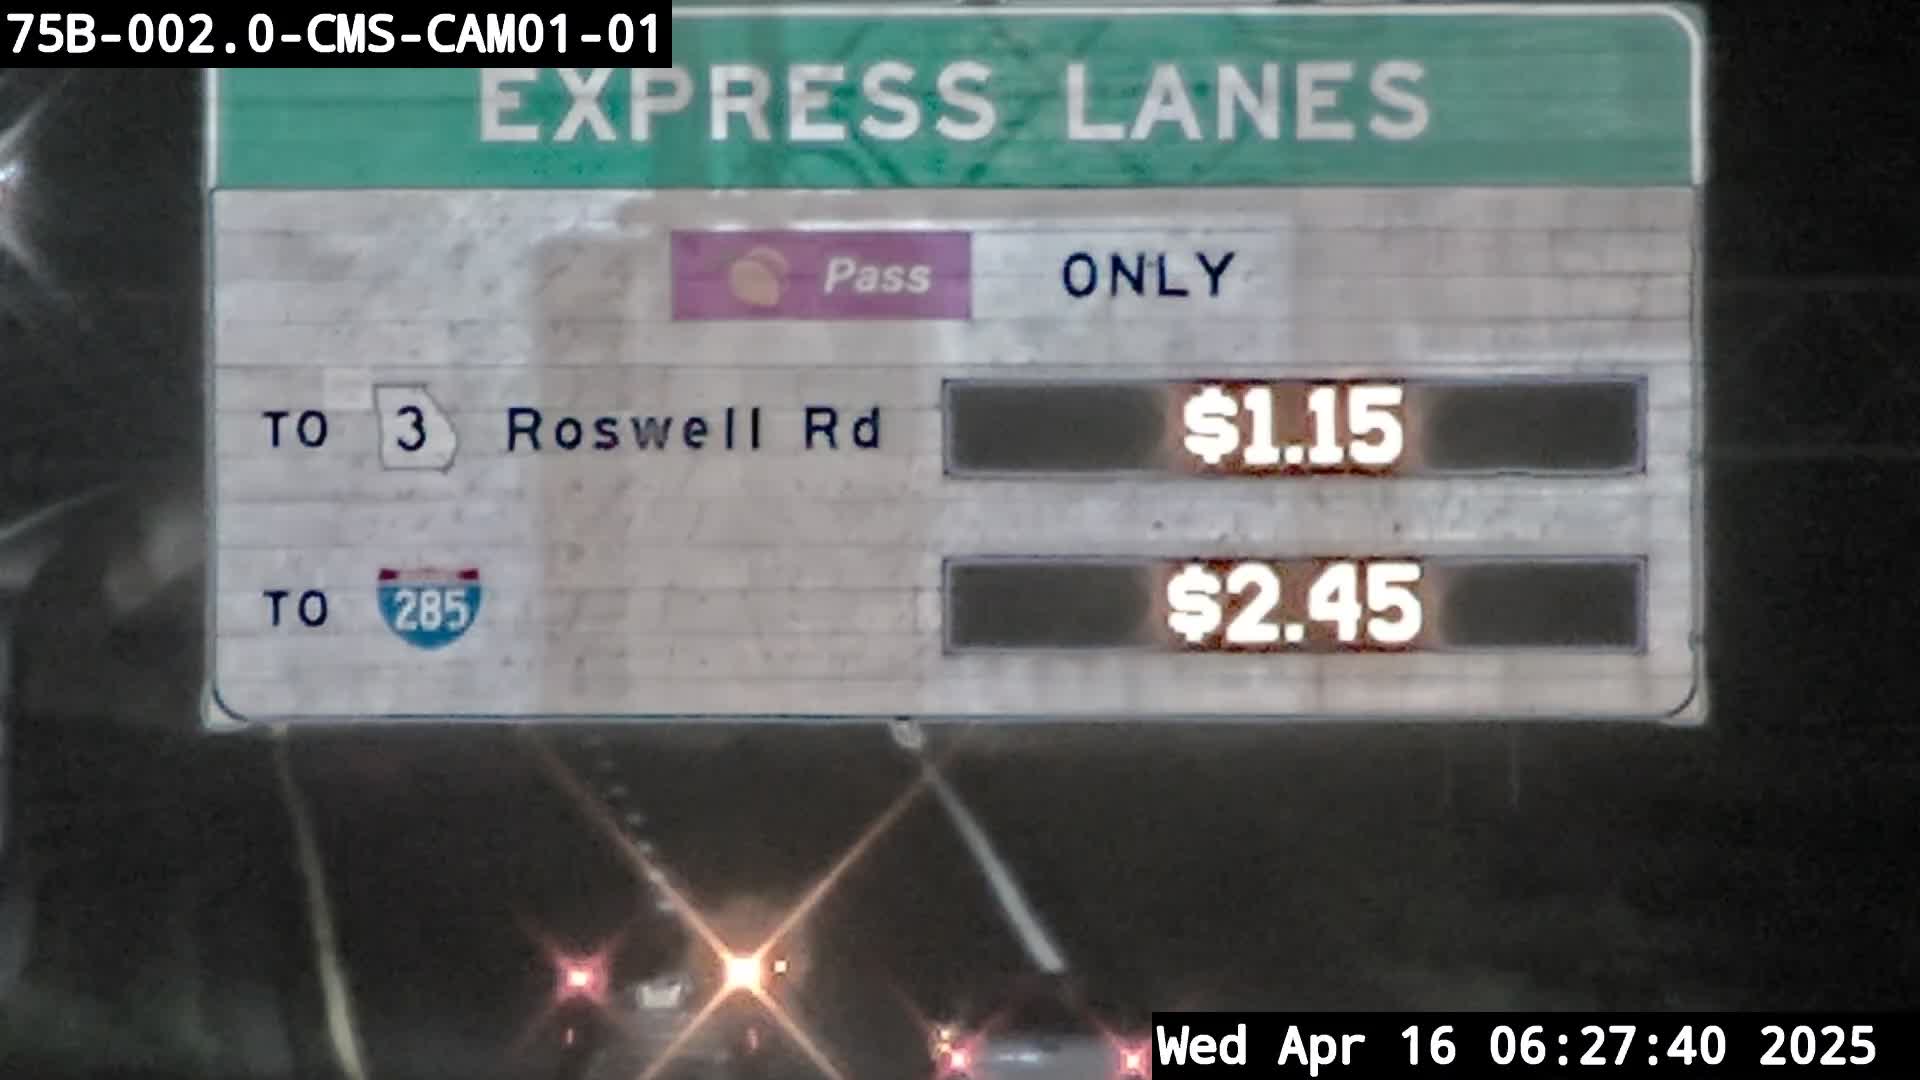 75B-002.0-CMS-CAM01-01
EXPRESS LANES
Pass ONLY
TO 3 Roswell Rd $1.15
TO 285 $2.45
Wed Apr 16 06:27:40 2025